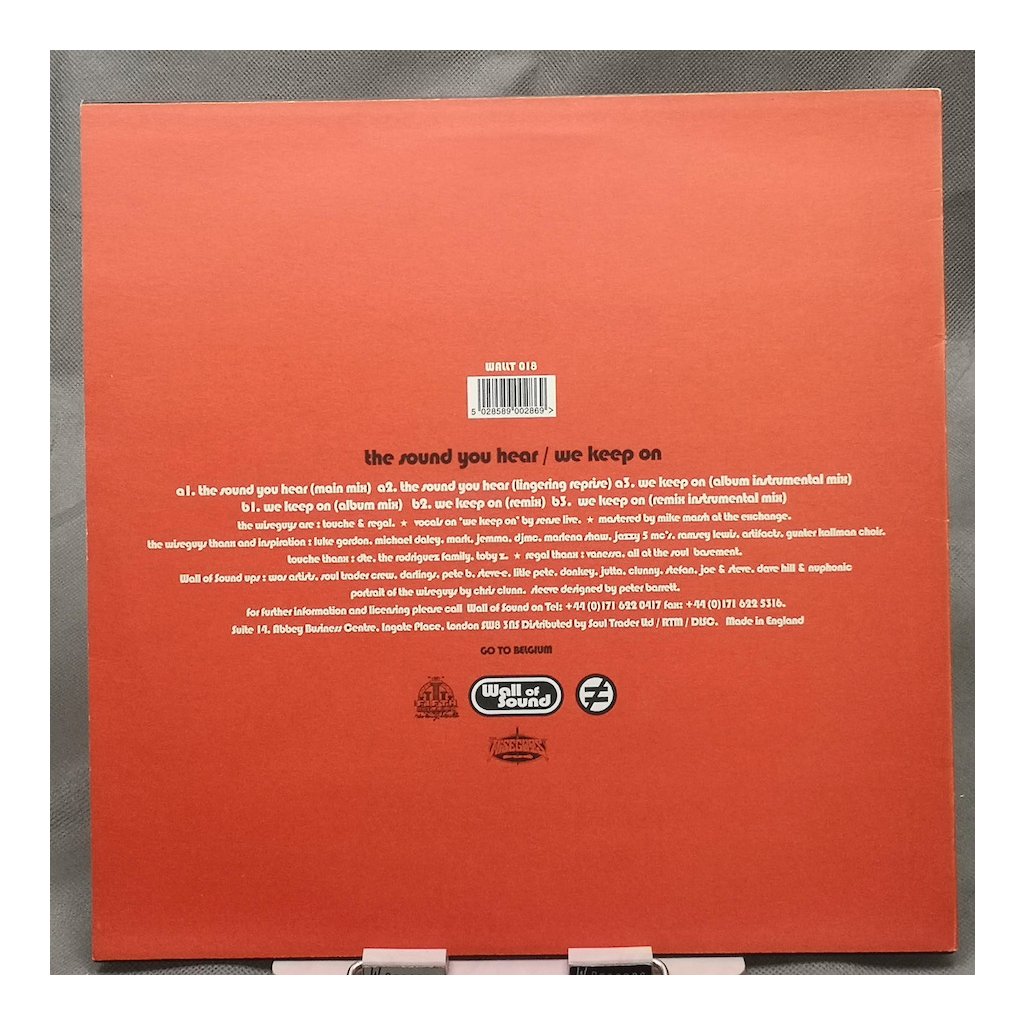 WALLT 018
5 028589 002869 >
the sound you hear / we keep on
a1. the sound you hear (main mix) a2. the sound you hear (lingering reprise) a3. we keep on (album instrumental mix)
b1. we keep on (album mix) b2. we keep on (remix) b3. we keep on (remix instrumental mix)
the wiseguys are : touche & regal. ★ vocals on 'we keep on' by sense live. ★ mastered by mike marsh at the exchange.
the wiseguys thanx and inspiration : luke gordon, michael daley, mark, jemma, djmc, marlena shaw, jazzy 5 mc's, ramsey lewis, artifacts, gunter kallman choir.
touche thanx : dte, the rodriguez family, toby z. ★ regal thanx : vanessa, all at the soul basement.
Wall of Sound ups : was artists, soul trader crew, darlings, pete b, steve-e, litle pete, donkey, jutta, clunny, stefan, joe & steve, dave hill & nuphonic
portrait of the wiseguys by chris clunn. sleeve designed by peter barrett.
for further information and licensing please call Wall of Sound on Tel: +44 (0)171 622 0417 Fax: +44 (0)171 622 5316.
Suite 14, Abbey Business Centre, Ingate Place, London SW8 3NS Distributed by Soul Trader Ltd / RTM / DISC. Made in England
GO TO BELGIUM
Wall of
Sound
WISEGUYS